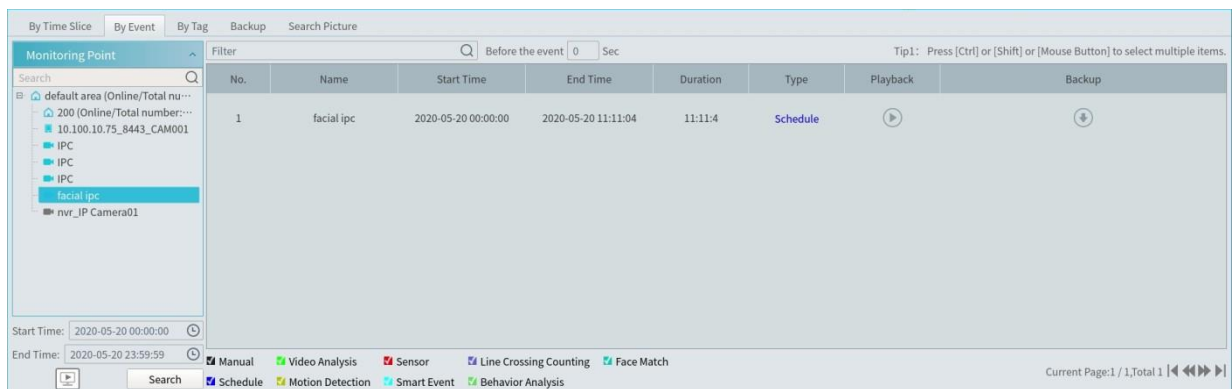 By Time Slice By Event By Tag Backup Search Picture
Monitoring Point
Filter Before the event 0 Sec Tip1: Press [Ctrl] or [Shift] or [Mouse Button] to select multiple items.
Search
No. Name Start Time End Time Duration Type Playback Backup
default area (Online/Total nu···
200 (Online/Total number:···
10.100.10.75_8443_CAM001
IPC
IPC
IPC
facial ipc
nvr_IP Camera01
1 facial ipc 2020-05-20 00:00:00 2020-05-20 11:11:04 11:11:4 Schedule
Start Time: 2020-05-20 00:00:00
End Time: 2020-05-20 23:59:59
Search
Manual Video Analysis Sensor Line Crossing Counting Face Match
Schedule Motion Detection Smart Event Behavior Analysis
Current Page:1 / 1,Total 1